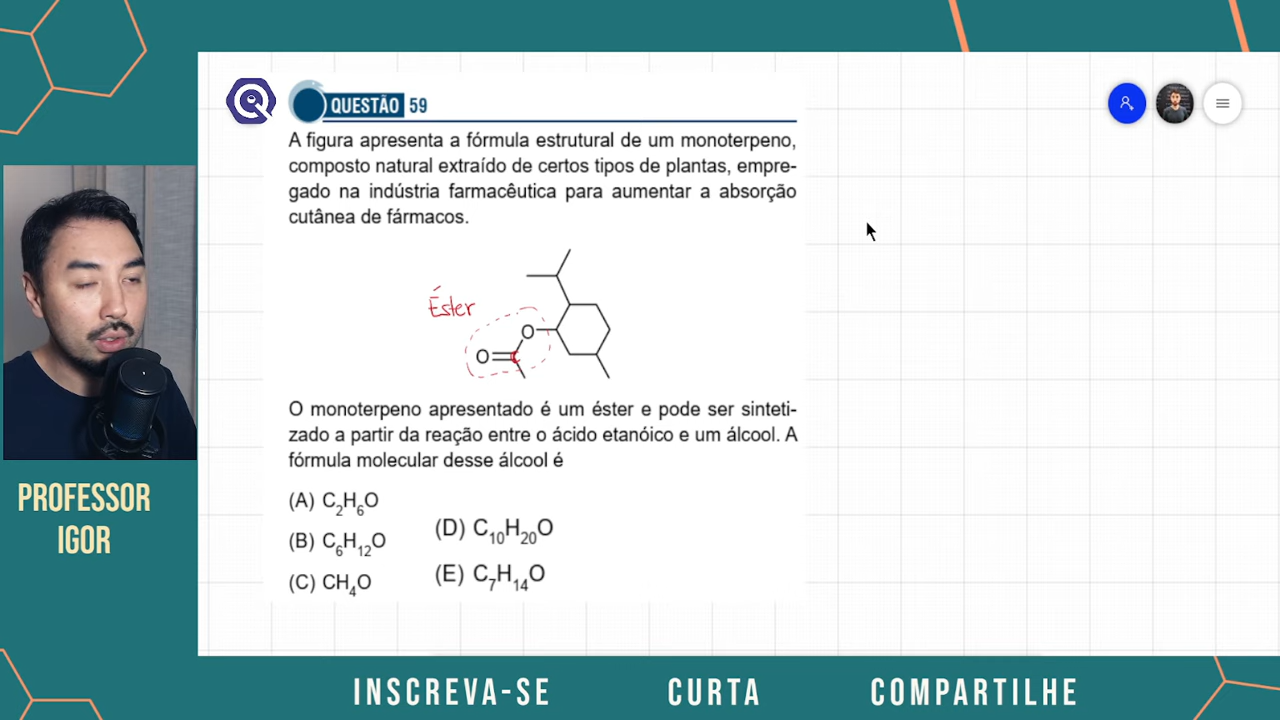 QUESTÃO 59
A figura apresenta a fórmula estrutural de um monoterpeno,
composto natural extraído de certos tipos de plantas, empre-
gado na indústria farmacêutica para aumentar a absorção
cutânea de fármacos.
Éster
O
O
C
O monoterpeno apresentado é um éster e pode ser sinteti-
zado a partir da reação entre o ácido etanóico e um álcool. A
fórmula molecular desse álcool é
(A) C₂H₆O
(B) C₆H₁₂O
(C) CH₄O
(D) C₁₀H₂₀O
(E) C₇H₁₄O
PROFESSOR
IGOR
INSCREVA-SE CURTA COMPARTILHE